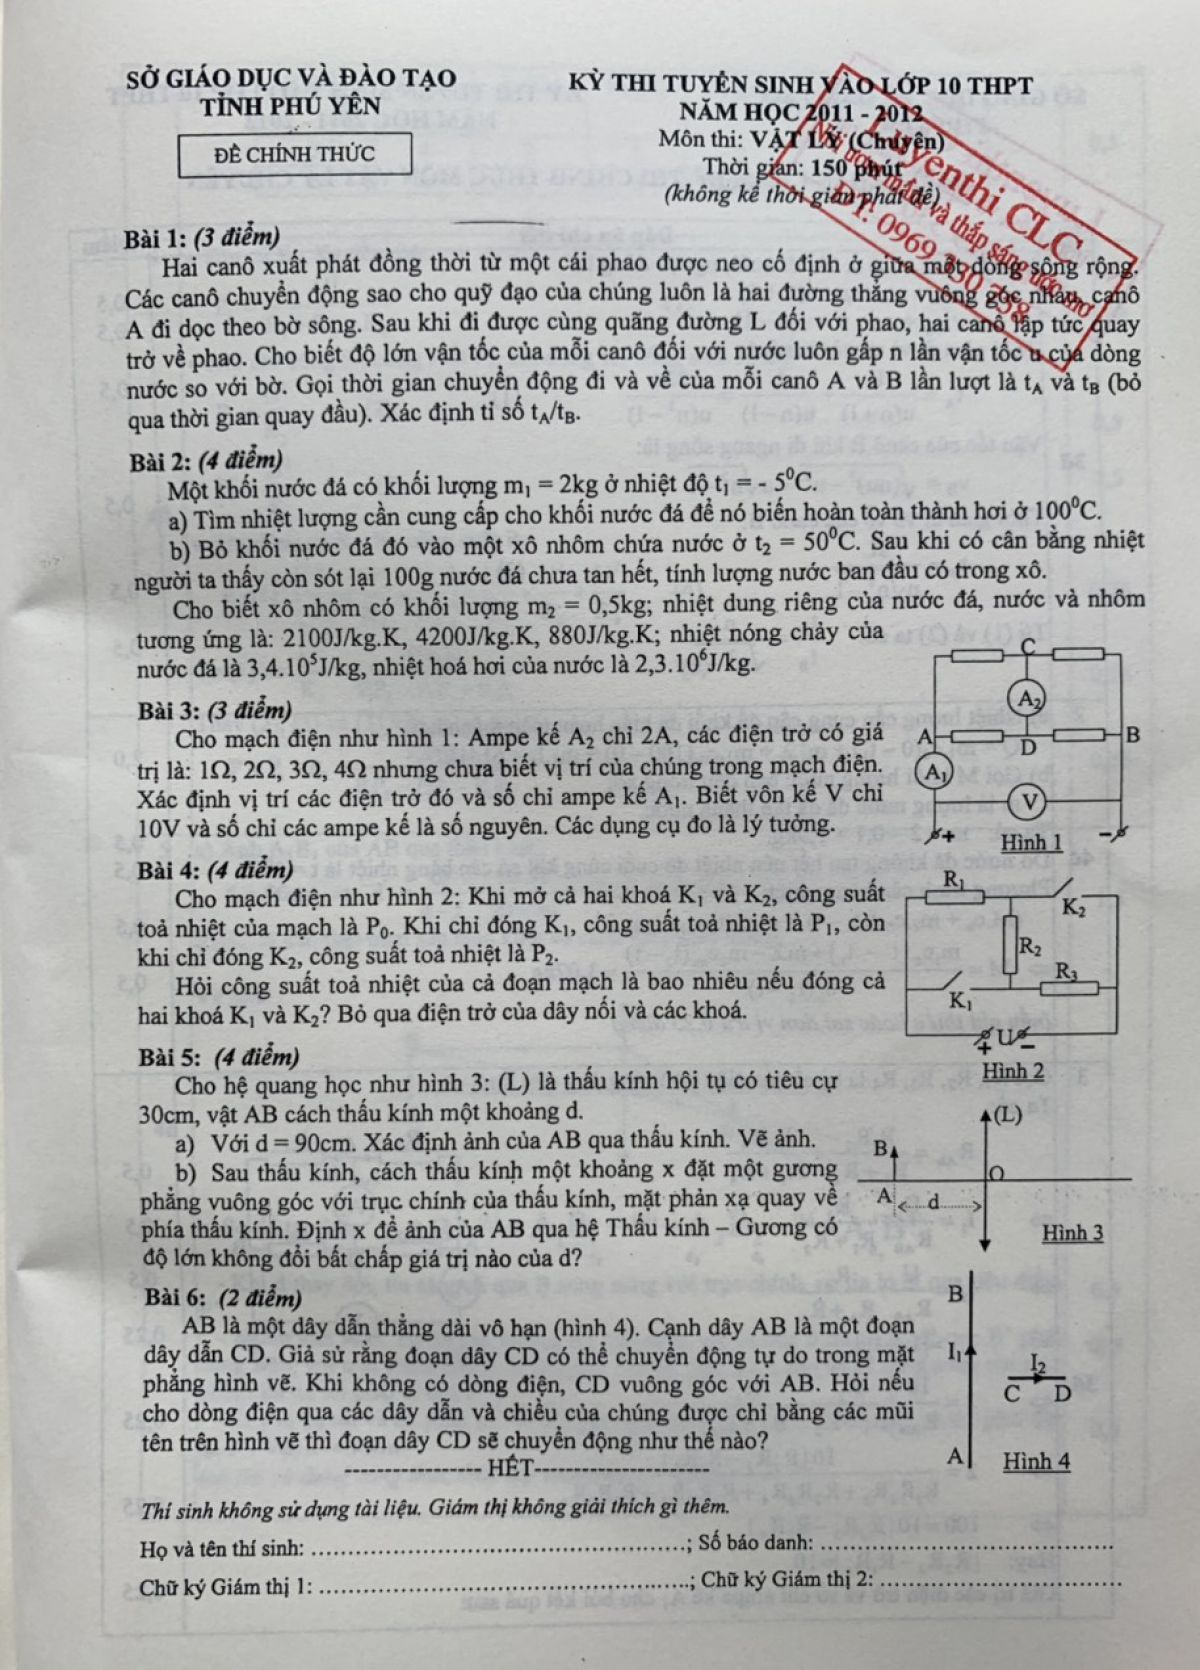 SỞ GIÁO DỤC VÀ ĐÀO TẠO
TỈNH PHÚ YÊN
ĐỀ CHÍNH THỨC
KỲ THI TUYỂN SINH VÀO LỚP 10 THPT
NĂM HỌC 2011 - 2012
Môn thi: VẬT LÝ (Chuyên)
Thời gian: 150 phút
(không kể thời gian phát đề)
Luyenthi CLC
Nơi ươm mầm và thắp sáng ước mơ
ĐT: 0969 330 758
Bài 1: (3 điểm)
Hai canô xuất phát đồng thời từ một cái phao được neo cố định ở giữa một dòng sông rộng.
Các canô chuyển động sao cho quỹ đạo của chúng luôn là hai đường thẳng vuông góc nhau, canô
A đi dọc theo bờ sông. Sau khi đi được cùng quãng đường L đối với phao, hai canô lập tức quay
trở về phao. Cho biết độ lớn vận tốc của mỗi canô đối với nước luôn gấp n lần vận tốc u của dòng
nước so với bờ. Gọi thời gian chuyển động đi và về của mỗi canô A và B lần lượt là tA và tB (bỏ
qua thời gian quay đầu). Xác định tỉ số tA/tB.
Bài 2: (4 điểm)
Một khối nước đá có khối lượng m₁ = 2kg ở nhiệt độ t₁ = - 5⁰C.
a) Tìm nhiệt lượng cần cung cấp cho khối nước đá để nó biến hoàn toàn thành hơi ở 100⁰C.
b) Bỏ khối nước đá đó vào một xô nhôm chứa nước ở t₂ = 50⁰C. Sau khi có cân bằng nhiệt
người ta thấy còn sót lại 100g nước đá chưa tan hết, tính lượng nước ban đầu có trong xô.
Cho biết xô nhôm có khối lượng m₂ = 0,5kg; nhiệt dung riêng của nước đá, nước và nhôm
tương ứng là: 2100J/kg.K, 4200J/kg.K, 880J/kg.K; nhiệt nóng chảy của
nước đá là 3,4.10⁵J/kg, nhiệt hoá hơi của nước là 2,3.10⁶J/kg.
Bài 3: (3 điểm)
Cho mạch điện như hình 1: Ampe kế A₂ chỉ 2A, các điện trở có giá
trị là: 1Ω, 2Ω, 3Ω, 4Ω nhưng chưa biết vị trí của chúng trong mạch điện.
Xác định vị trí các điện trở đó và số chỉ ampe kế A₁. Biết vôn kế V chỉ
10V và số chỉ các ampe kế là số nguyên. Các dụng cụ đo là lý tưởng.
C
A₂
A
D
B
A₁
V
+
-
Hình 1
Bài 4: (4 điểm)
Cho mạch điện như hình 2: Khi mở cả hai khoá K₁ và K₂, công suất
toả nhiệt của mạch là P₀. Khi chỉ đóng K₁, công suất toả nhiệt là P₁, còn
khi chỉ đóng K₂, công suất toả nhiệt là P₂.
Hỏi công suất toả nhiệt của cả đoạn mạch là bao nhiêu nếu đóng cả
hai khoá K₁ và K₂? Bỏ qua điện trở của dây nối và các khoá.
R₁
K₂
R₂
R₃
K₁
+ U -
Hình 2
Bài 5: (4 điểm)
Cho hệ quang học như hình 3: (L) là thấu kính hội tụ có tiêu cự
30cm, vật AB cách thấu kính một khoảng d.
a) Với d = 90cm. Xác định ảnh của AB qua thấu kính. Vẽ ảnh.
b) Sau thấu kính, cách thấu kính một khoảng x đặt một gương
phẳng vuông góc với trục chính của thấu kính, mặt phản xạ quay về
phía thấu kính. Định x để ảnh của AB qua hệ Thấu kính – Gương có
độ lớn không đổi bất chấp giá trị nào của d?
(L)
B
O
A
d
Hình 3
Bài 6: (2 điểm)
AB là một dây dẫn thẳng dài vô hạn (hình 4). Cạnh dây AB là một đoạn
dây dẫn CD. Giả sử rằng đoạn dây CD có thể chuyển động tự do trong mặt
phẳng hình vẽ. Khi không có dòng điện, CD vuông góc với AB. Hỏi nếu
cho dòng điện qua các dây dẫn và chiều của chúng được chỉ bằng các mũi
tên trên hình vẽ thì đoạn dây CD sẽ chuyển động như thế nào?
B
I₁
I₂
C D
A
Hình 4
----------------- HẾT----------------------
Thí sinh không sử dụng tài liệu. Giám thị không giải thích gì thêm.
Họ và tên thí sinh: ......................................................; Số báo danh: ..........................................
Chữ ký Giám thị 1: .....................................................; Chữ ký Giám thị 2: ..................................